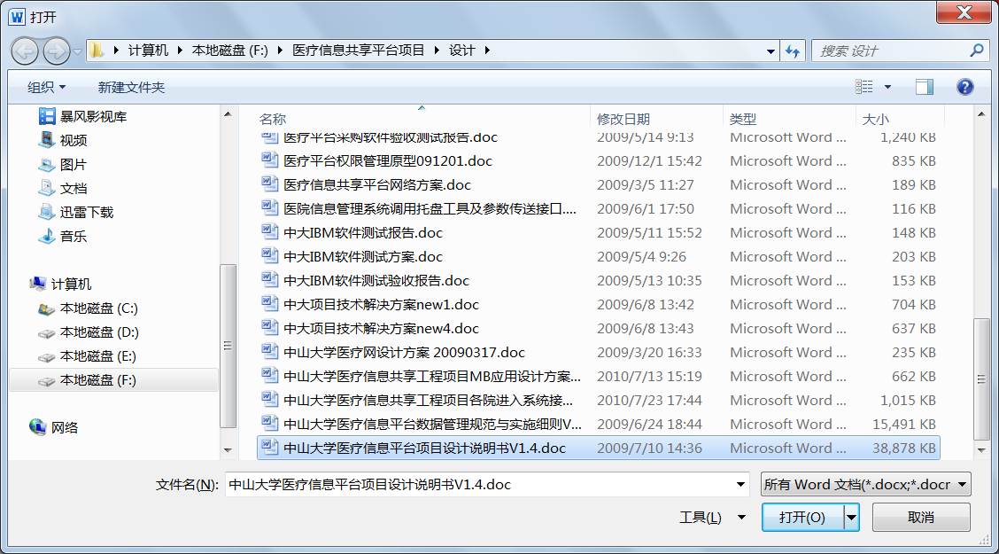 打开
计算机 本地磁盘 (F:) 医疗信息共享平台项目 设计
搜索 设计
组织 新建文件夹
暴风影视库
视频
图片
文档
迅雷下载
音乐
计算机
本地磁盘 (C:)
本地磁盘 (D:)
本地磁盘 (E:)
本地磁盘 (F:)
网络
名称 修改日期 类型 大小
医疗平台采购软件验收测试报告.doc 2009/5/14 9:13 Microsoft Word ... 1,240 KB
医疗平台权限管理原型091201.doc 2009/12/1 15:42 Microsoft Word ... 835 KB
医疗信息共享平台网络方案.doc 2009/3/5 11:27 Microsoft Word ... 189 KB
医院信息管理系统调用托盘工具及参数传送接口.... 2009/6/1 17:50 Microsoft Word ... 116 KB
中大IBM软件测试报告.doc 2009/5/11 15:52 Microsoft Word ... 148 KB
中大IBM软件测试方案.doc 2009/5/4 9:26 Microsoft Word ... 203 KB
中大IBM软件测试验收报告.doc 2009/5/13 10:35 Microsoft Word ... 153 KB
中大项目技术解决方案new1.doc 2009/6/8 13:42 Microsoft Word ... 704 KB
中大项目技术解决方案new4.doc 2009/6/8 13:43 Microsoft Word ... 637 KB
中山大学医疗网设计方案 20090317.doc 2009/3/20 16:33 Microsoft Word ... 235 KB
中山大学医疗信息共享工程项目MB应用设计方案... 2010/7/13 15:19 Microsoft Word ... 662 KB
中山大学医疗信息共享工程项目各院进入系统接... 2010/7/23 17:44 Microsoft Word ... 1,015 KB
中山大学医疗信息平台数据管理规范与实施细则V... 2009/6/24 18:44 Microsoft Word ... 15,491 KB
中山大学医疗信息平台项目设计说明书V1.4.doc 2009/7/10 14:36 Microsoft Word ... 38,878 KB
文件名(N): 中山大学医疗信息平台项目设计说明书V1.4.doc 所有 Word 文档(*.docx;*.docr
工具(L) 打开(O) 取消